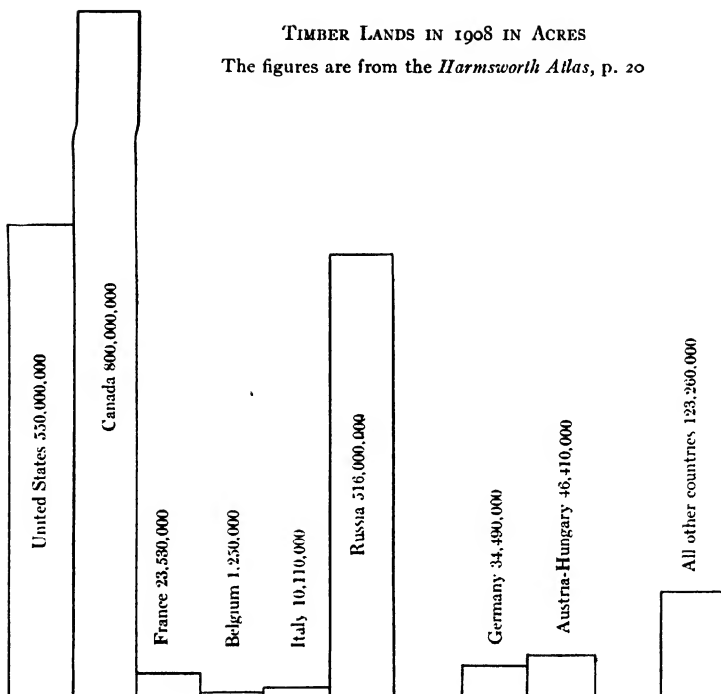 TIMBER LANDS IN 1908 IN ACRES
The figures are from the Harmsworth Atlas, p. 20
United States 550,000,000
Canada 800,000,000
France 23,530,000
Belgium 1,250,000
Italy 10,110,000
Russia 516,000,000
Germany 34,490,000
Austria-Hungary 46,410,000
All other countries 123,260,000